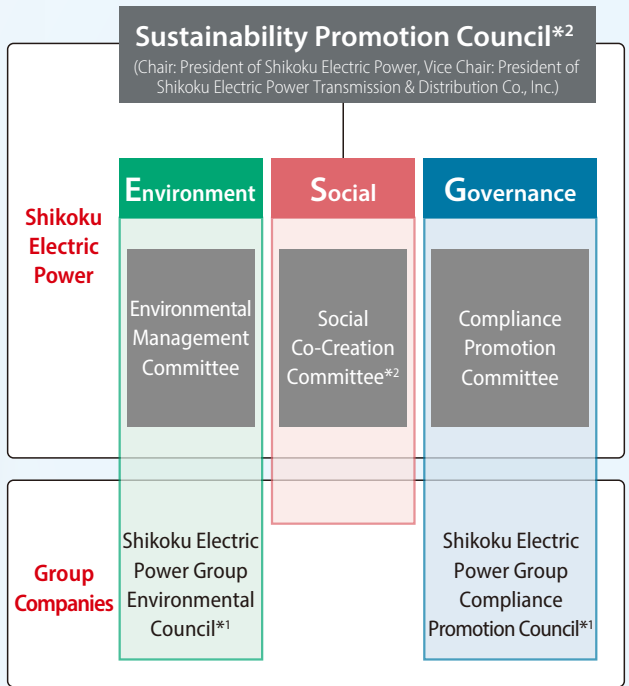 Sustainability Promotion Council*2
(Chair: President of Shikoku Electric Power, Vice Chair: President of
Shikoku Electric Power Transmission & Distribution Co., Inc.)
Shikoku
Electric
Power
Environment
Environmental
Management
Committee
Social
Social
Co-Creation
Committee*2
Governance
Compliance
Promotion
Committee
Group
Companies
Shikoku Electric
Power Group
Environmental
Council*1
Shikoku Electric
Power Group
Compliance
Promotion Council*1